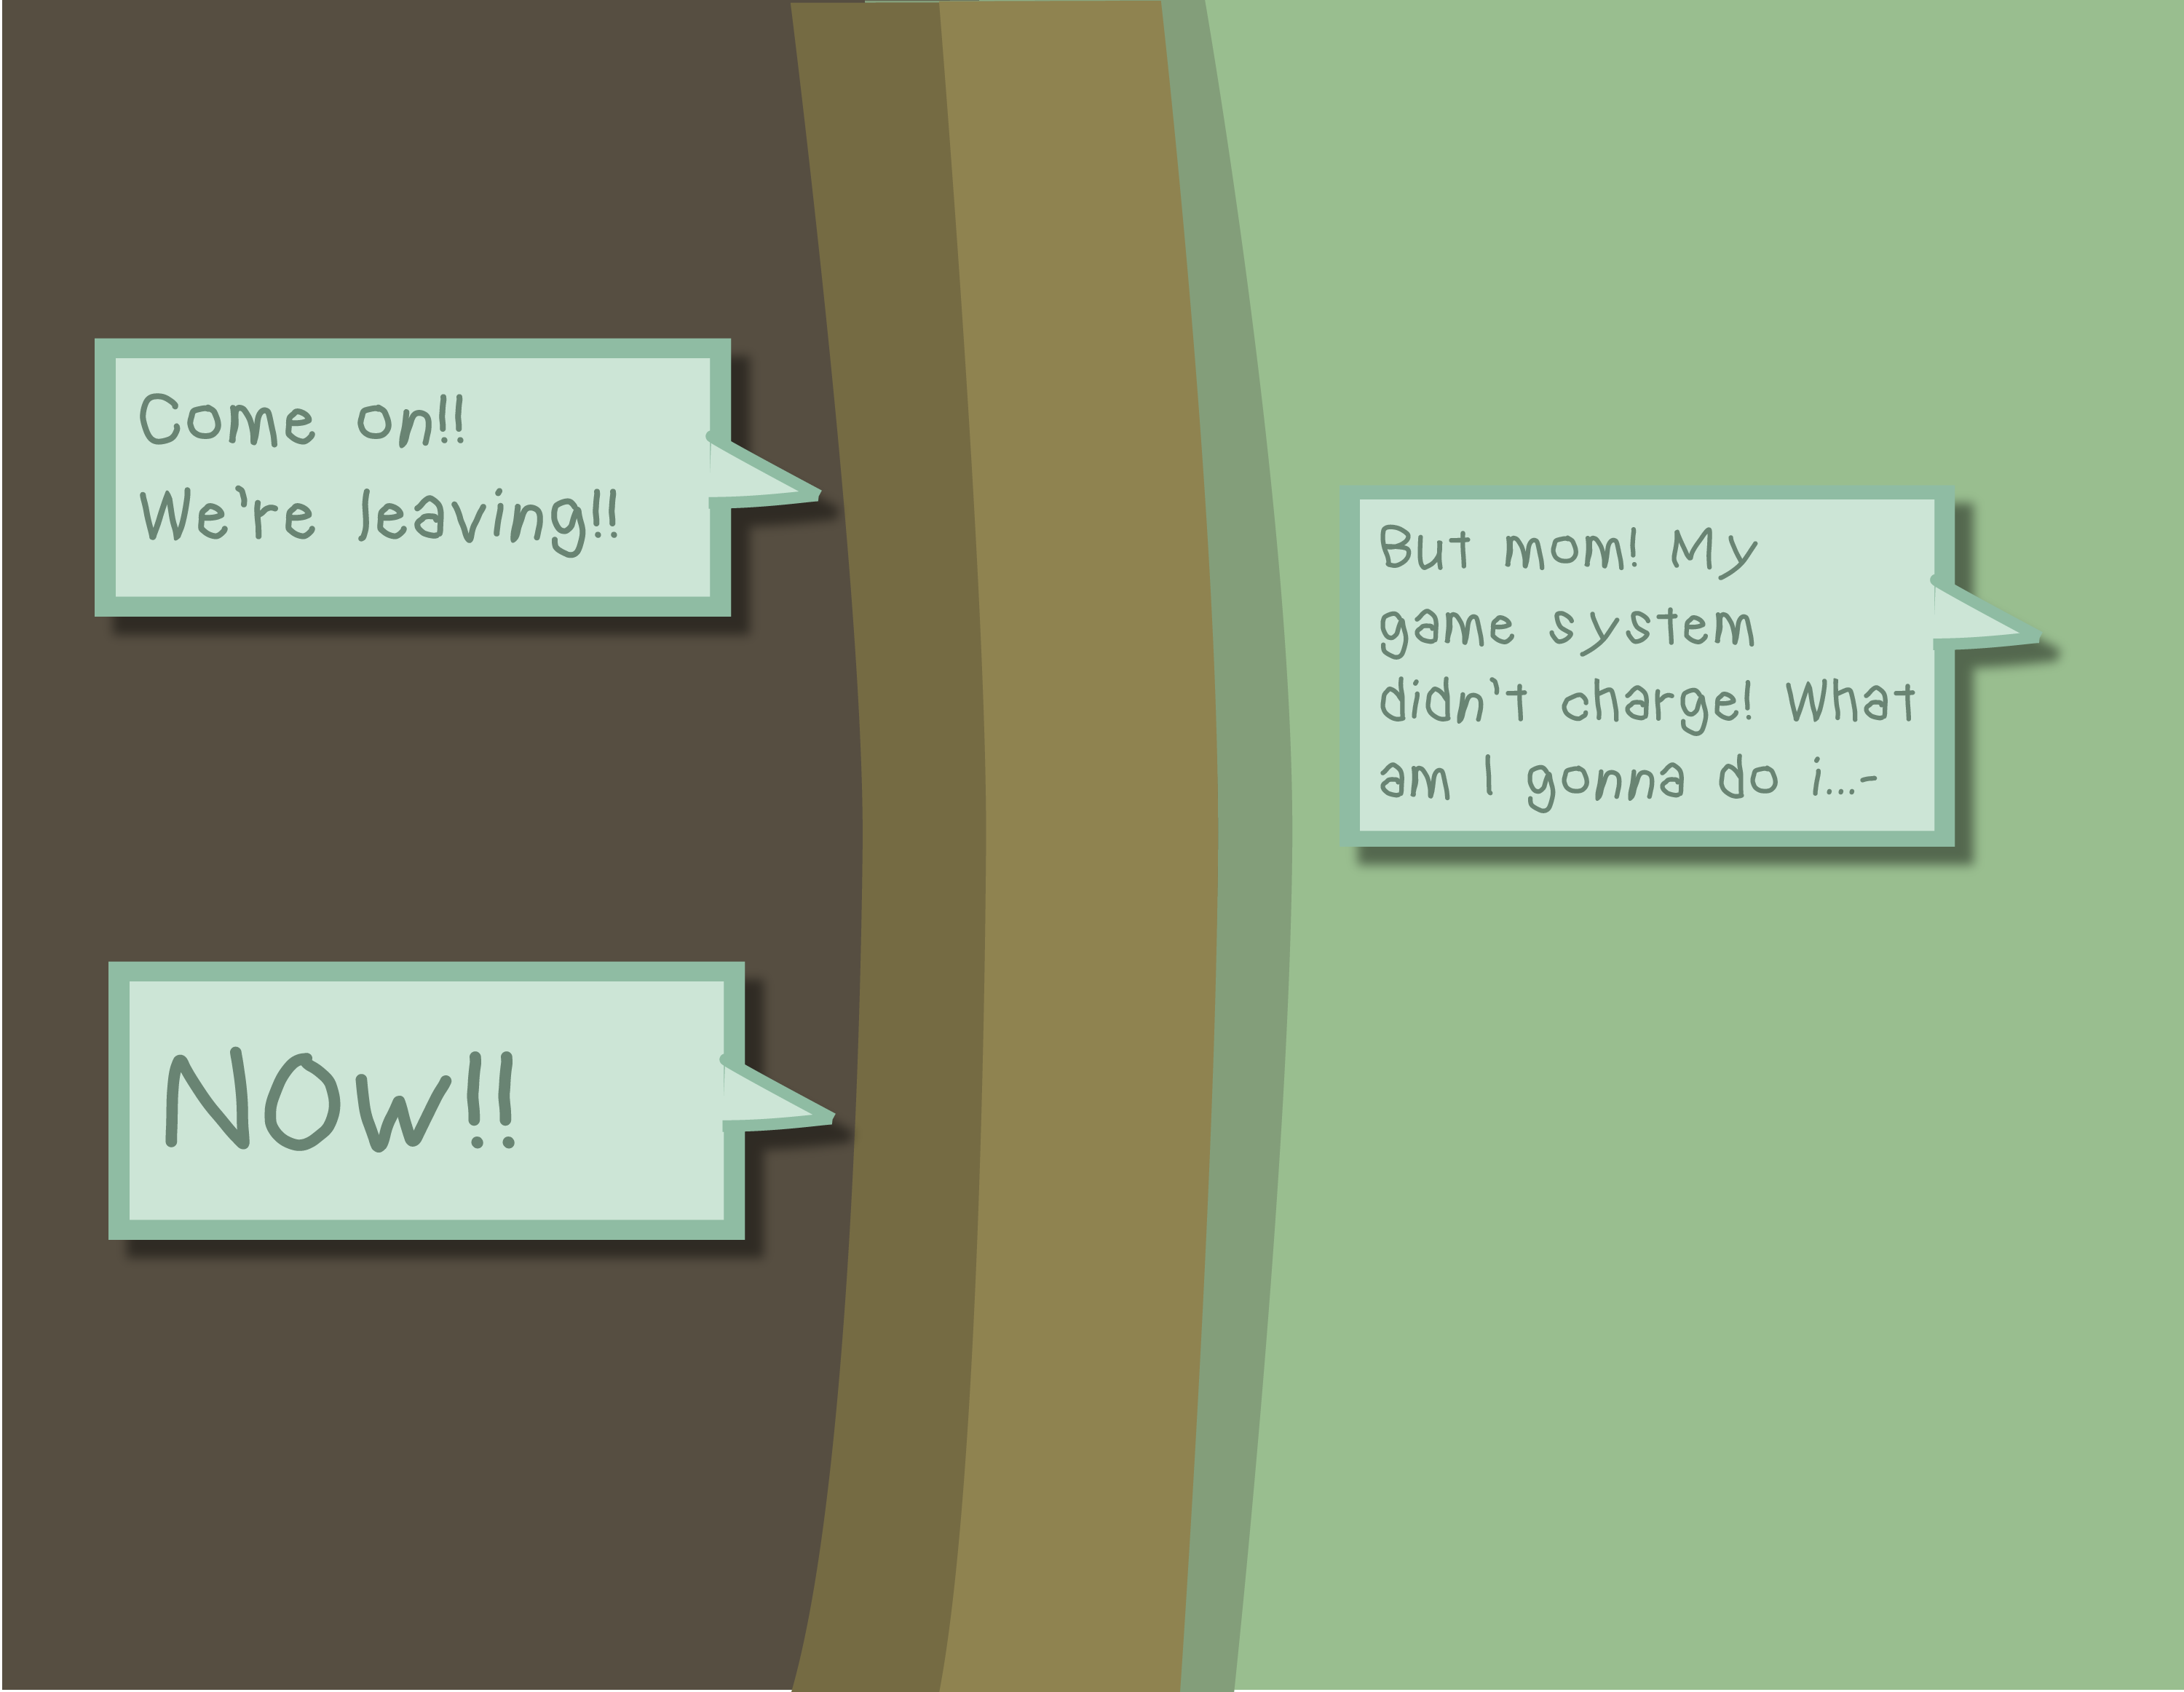 Come on!!
We're leaving!!
But mom! My
game system
didn't charge! What
am I gonna do i...-
NOw!!